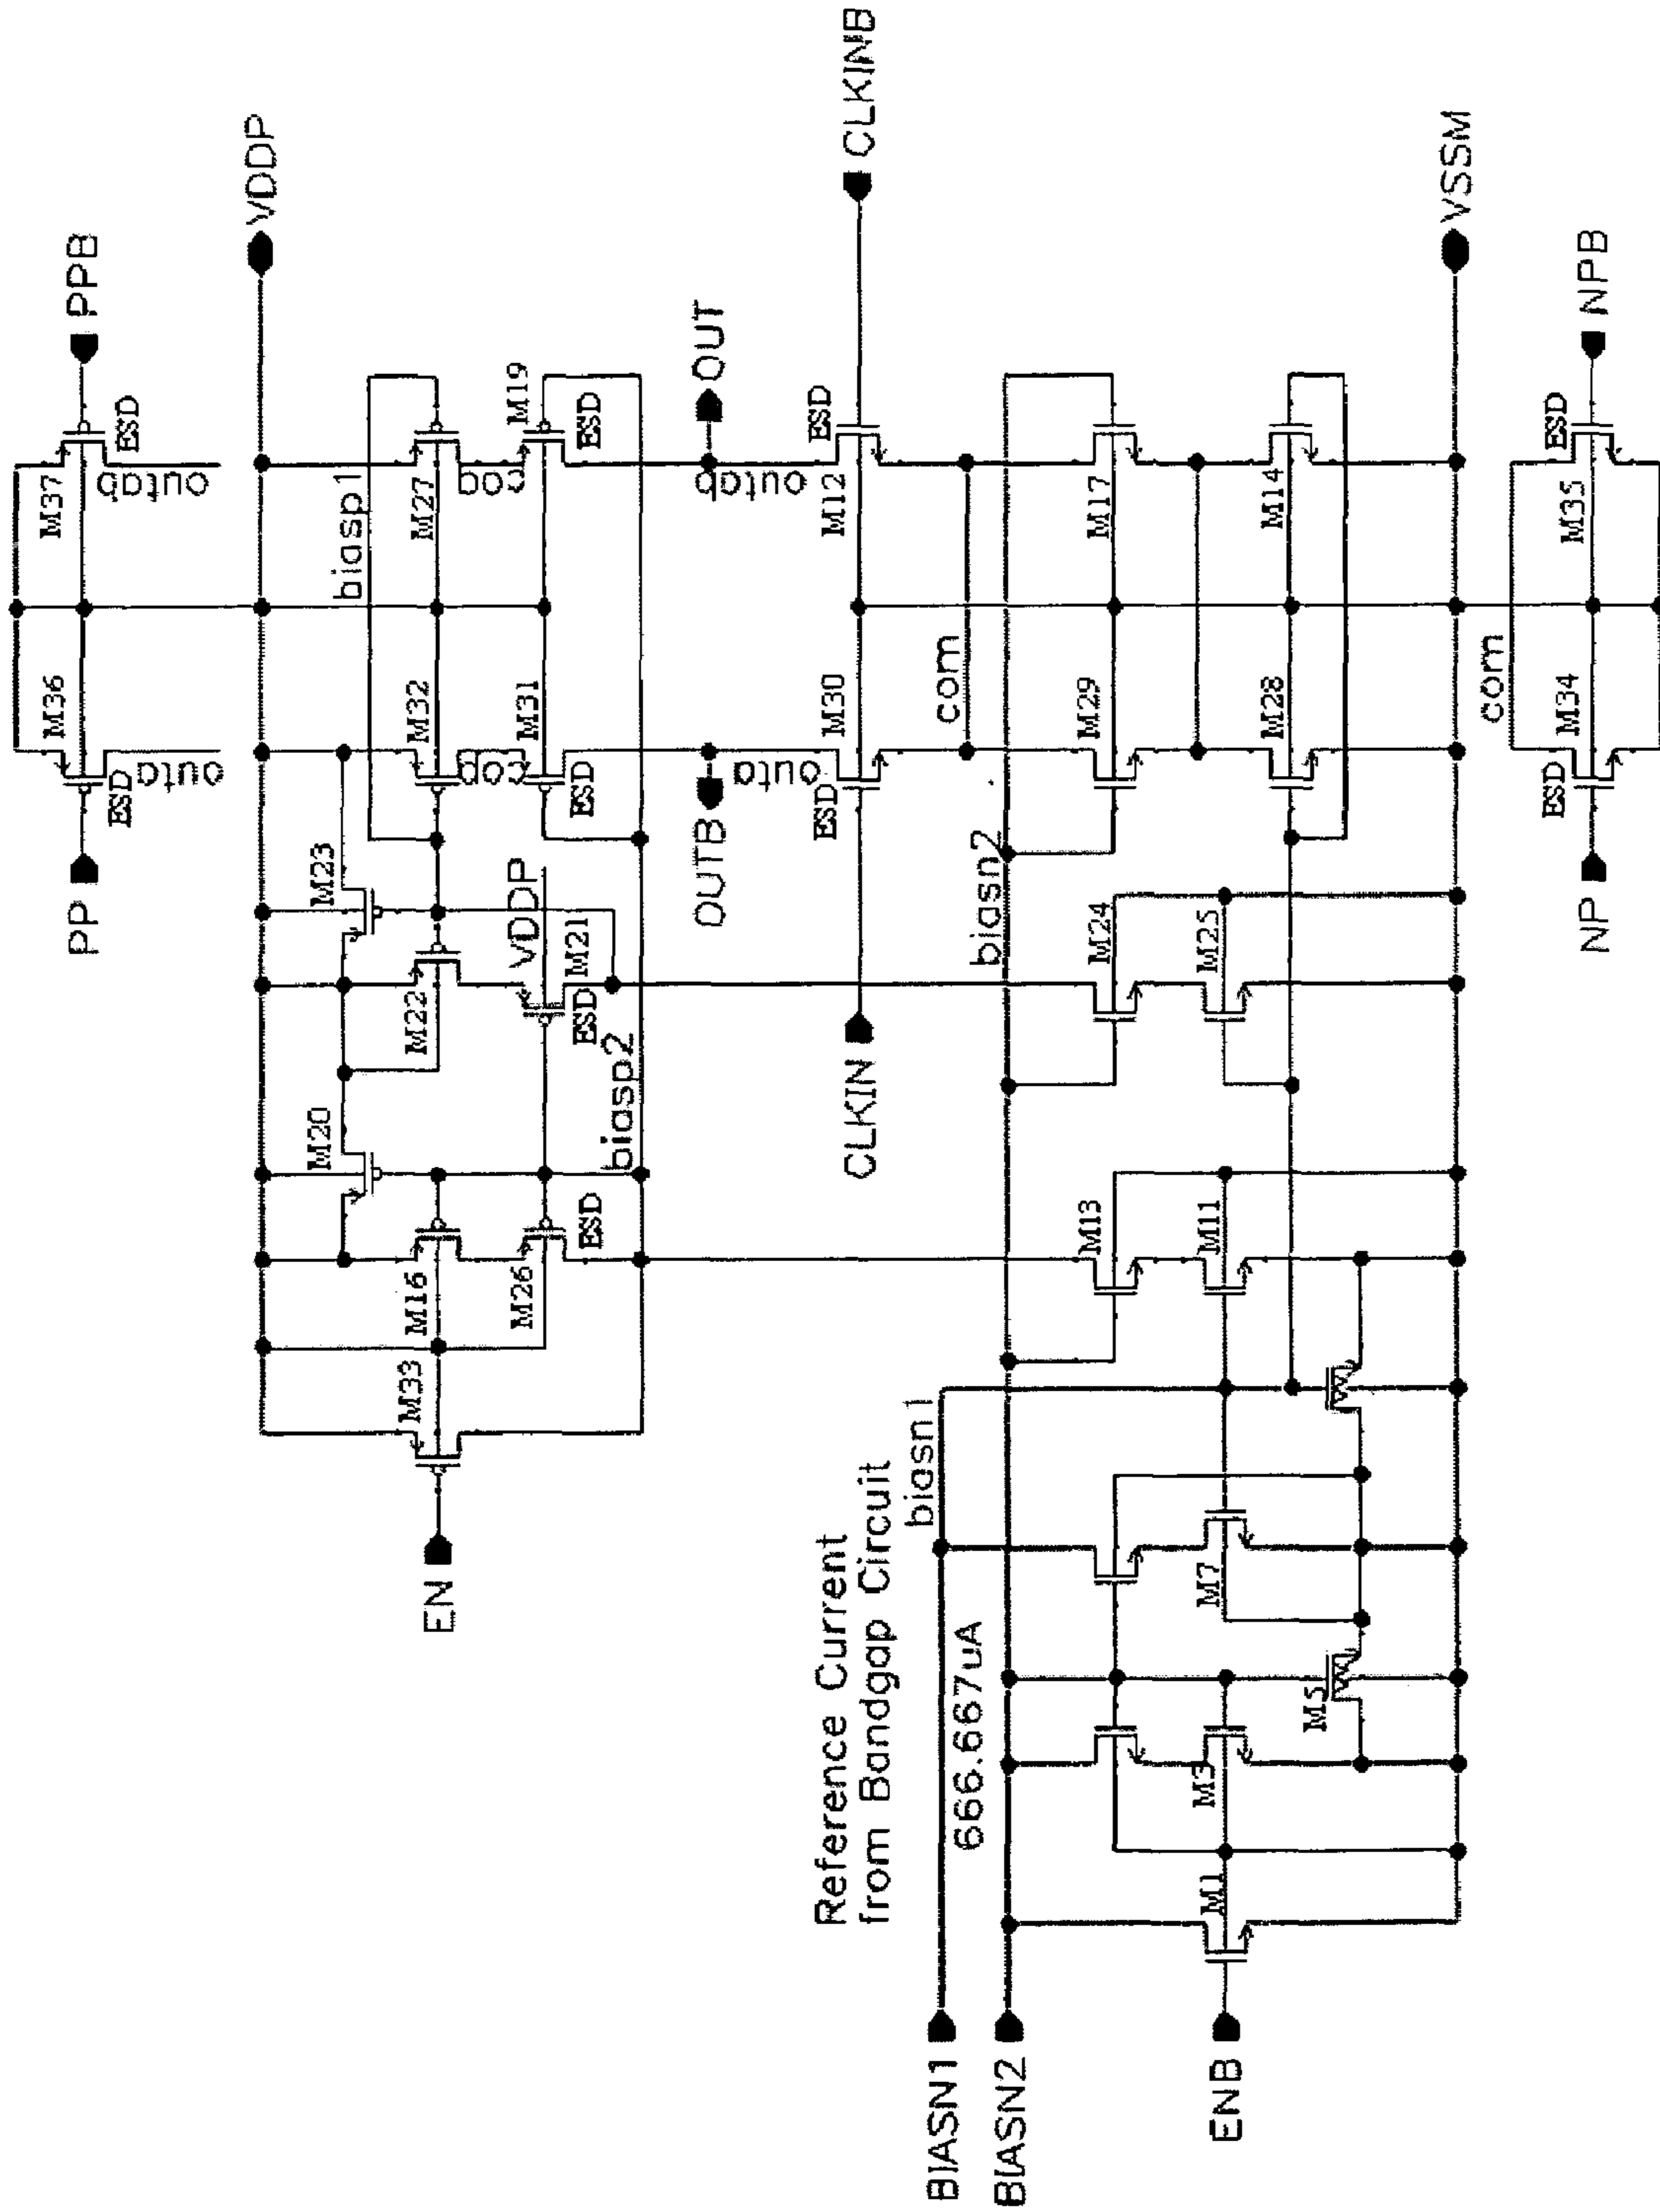 M36
M37
PP
PPB
ESD
ESD
outa
outab
VDDP
M20
M23
biasp1
M33
M16
M22
M32
M27
EN
M26
VDDP
M31
M19
ESD
M21
ESD
ESD
ESD
biasp2
OUTB
OUT
outa
outab
ESD
M30
M12
ESD
CLKIN
CLKINB
Reference Current
from Bandgap Circuit
biasn1
com
BIASN1
666.667uA
biasn2
BIASN2
M13
M24
M29
M17
M3
M7
M11
M25
M1
ENB
M28
M14
M5
VSSM
com
ESD
M34
M35
ESD
NP
NPB